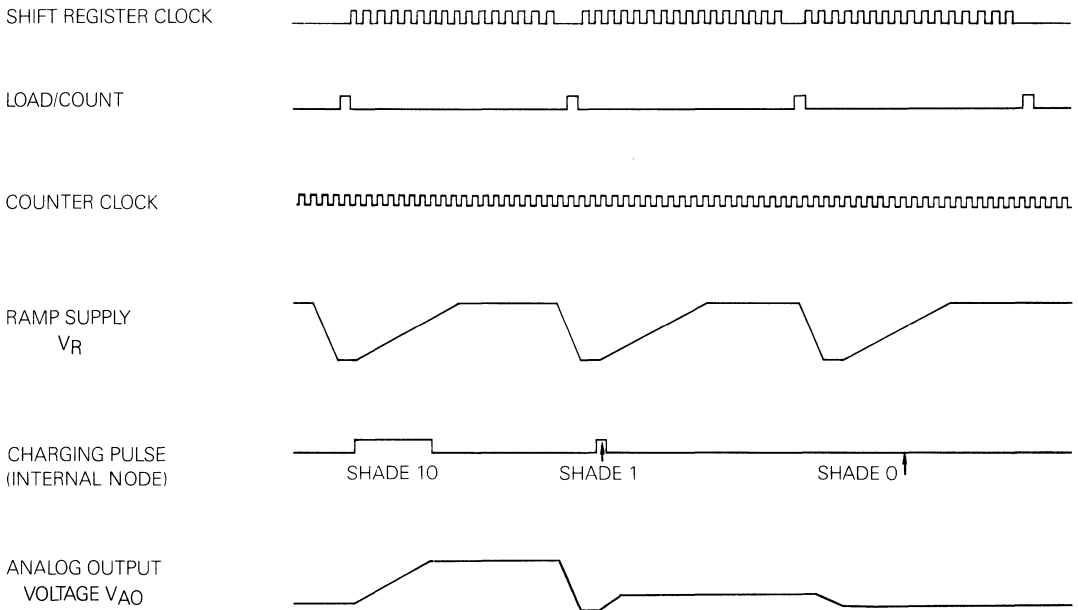 SHIFT REGISTER CLOCK
LOAD/COUNT
COUNTER CLOCK
RAMP SUPPLY
VR
CHARGING PULSE
(INTERNAL NODE)
SHADE 10
SHADE 1
SHADE 0
ANALOG OUTPUT
VOLTAGE VAO